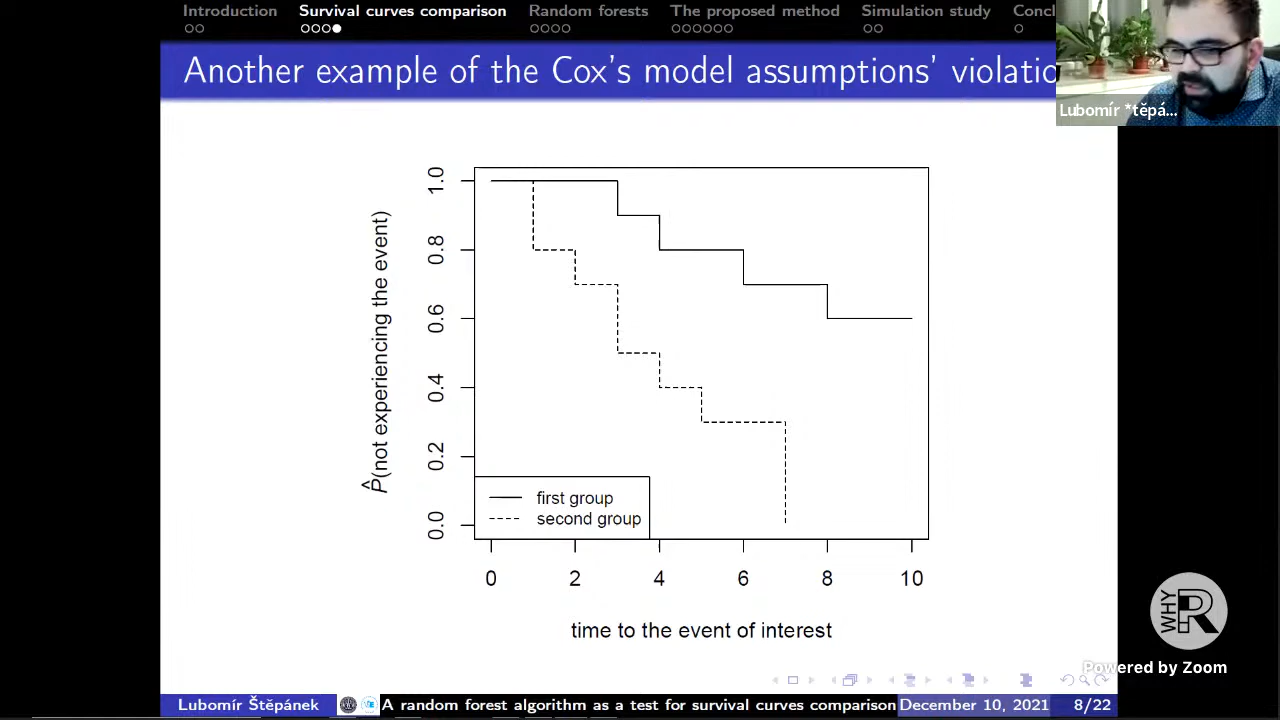 Introduction Survival curves comparison Random forests The proposed method Simulation study Concl
Another example of the Cox's model assumptions' violatio
Lubomír *těpá...
P̂(not experiencing the event)
1.0
0.8
0.6
0.4
0.2
0.0
first group
second group
0 2 4 6 8 10
time to the event of interest
WHY R
Powered by Zoom
Lubomír Štěpánek A random forest algorithm as a test for survival curves comparison December 10, 2021 8/22